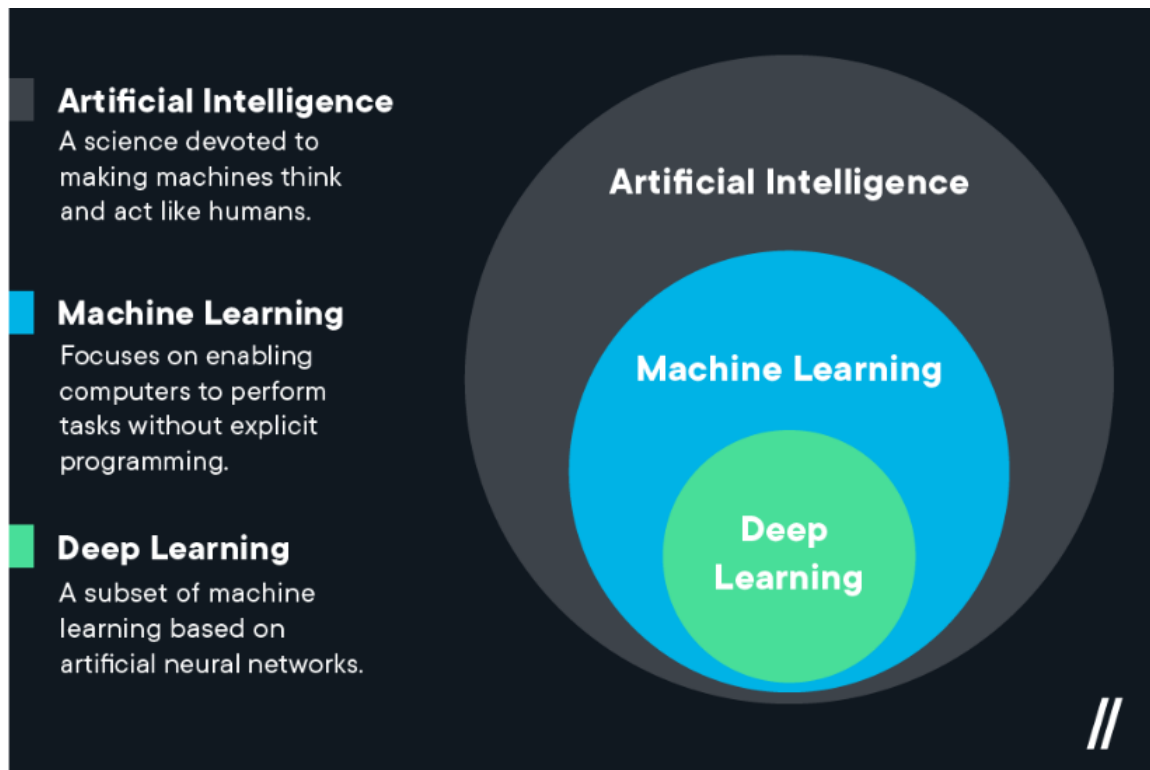 Artificial Intelligence
A science devoted to
making machines think
and act like humans.
Machine Learning
Focuses on enabling
computers to perform
tasks without explicit
programming.
Deep Learning
A subset of machine
learning based on
artificial neural networks.
Artificial Intelligence
Machine Learning
Deep
Learning